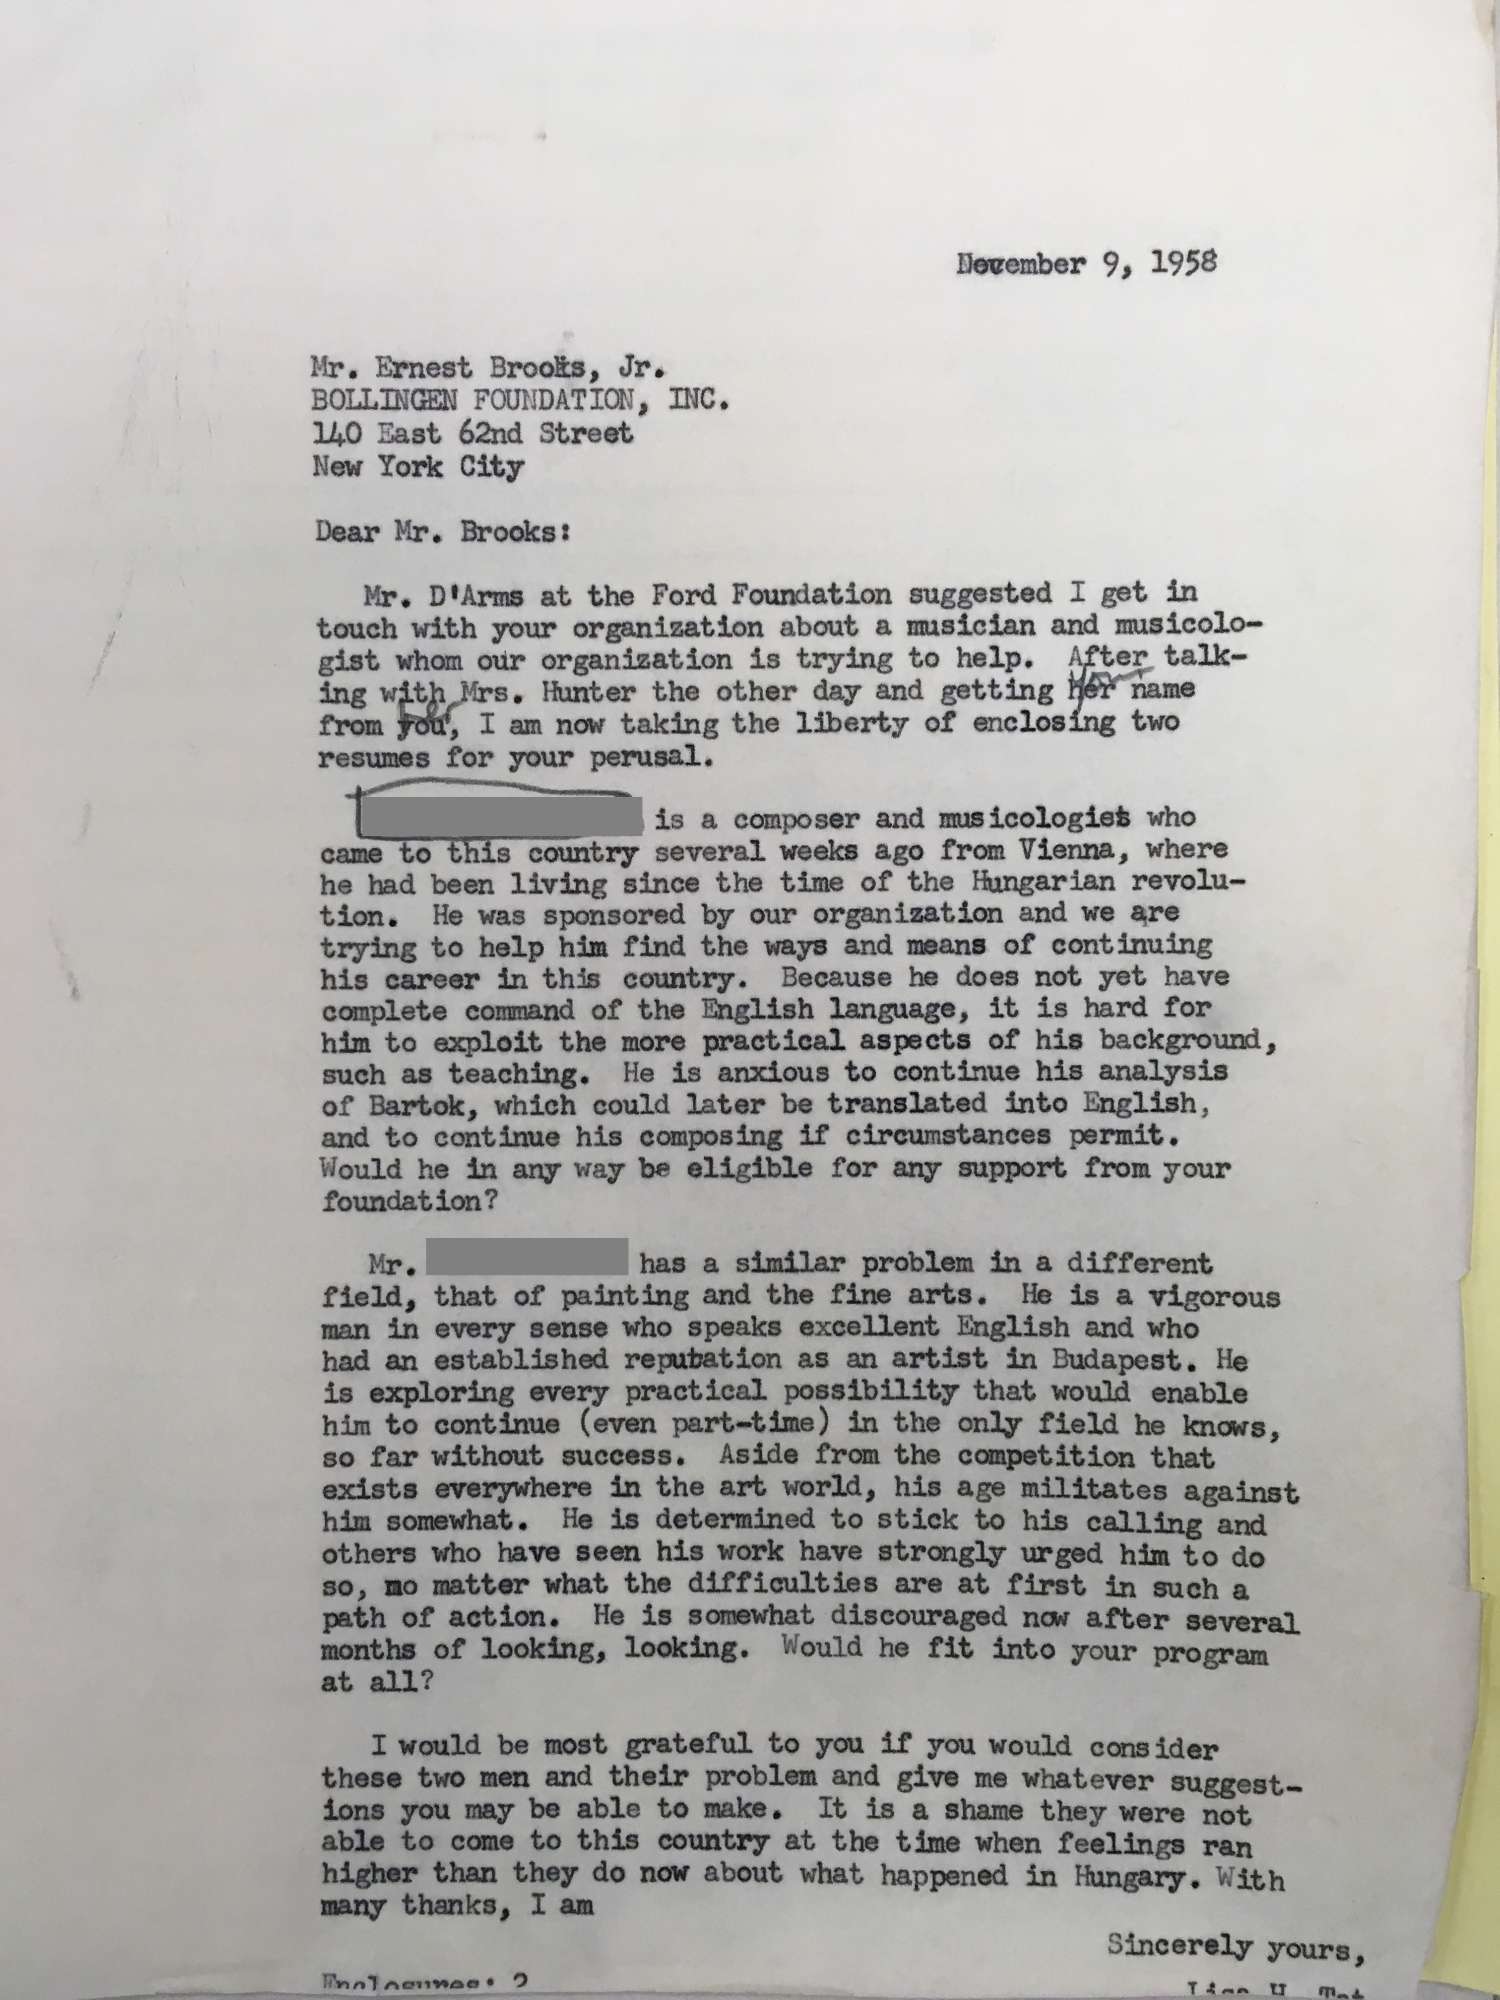 November 9, 1958
Mr. Ernest Brooks, Jr.
BOLLINGEN FOUNDATION, INC.
140 East 62nd Street
New York City
Dear Mr. Brooks:
Mr. D'Arms at the Ford Foundation suggested I get in
touch with your organization about a musician and musicolo-
gist whom our organization is trying to help. After talk-
ing with Mrs. Hunter the other day and getting her your name
from you her, I am now taking the liberty of enclosing two
resumes for your perusal.
is a composer and musicologist who
came to this country several weeks ago from Vienna, where
he had been living since the time of the Hungarian revolu-
tion. He was sponsored by our organization and we are
trying to help him find the ways and means of continuing
his career in this country. Because he does not yet have
complete command of the English language, it is hard for
him to exploit the more practical aspects of his background,
such as teaching. He is anxious to continue his analysis
of Bartok, which could later be translated into English,
and to continue his composing if circumstances permit.
Would he in any way be eligible for any support from your
foundation?
Mr. has a similar problem in a different
field, that of painting and the fine arts. He is a vigorous
man in every sense who speaks excellent English and who
had an established reputation as an artist in Budapest. He
is exploring every practical possibility that would enable
him to continue (even part-time) in the only field he knows,
so far without success. Aside from the competition that
exists everywhere in the art world, his age militates against
him somewhat. He is determined to stick to his calling and
others who have seen his work have strongly urged him to do
so, no matter what the difficulties are at first in such a
path of action. He is somewhat discouraged now after several
months of looking, looking. Would he fit into your program
at all?
I would be most grateful to you if you would consider
these two men and their problem and give me whatever suggest-
ions you may be able to make. It is a shame they were not
able to come to this country at the time when feelings ran
higher than they do now about what happened in Hungary. With
many thanks, I am
Sincerely yours,
Enclosures: 2